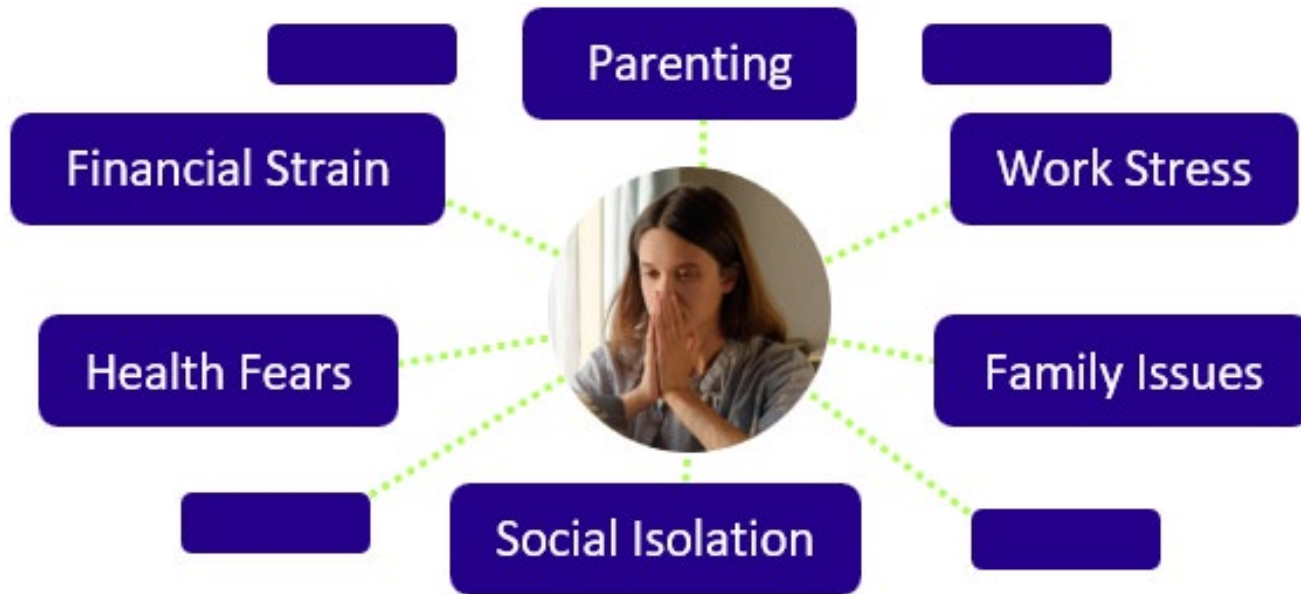 Parenting
Financial Strain
Work Stress
Health Fears
Family Issues
Social Isolation